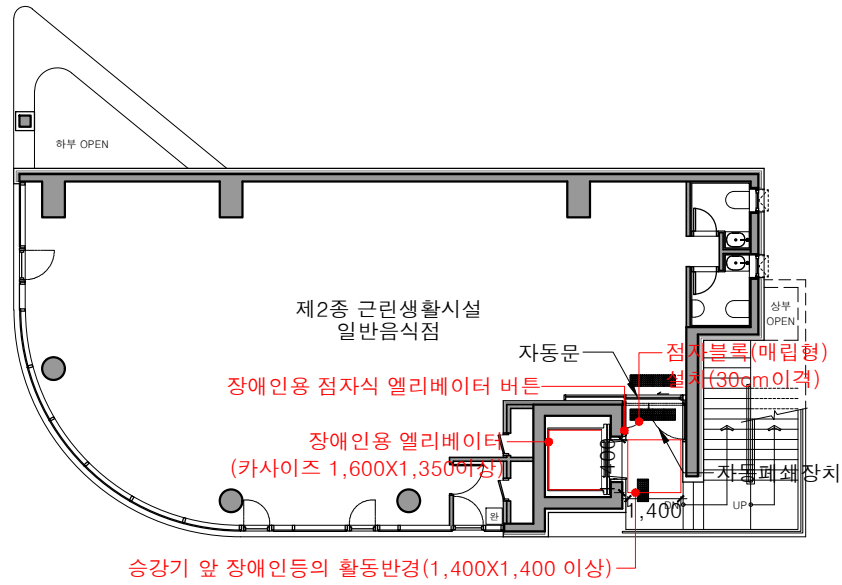 하부 OPEN
제2종 근린생활시설
일반음식점
상부
OPEN
자동문
점자블록(매립형)
설치(30cm이격)
장애인용 점자식 엘리베이터 버튼
장애인용 엘리베이터
(카사이즈 1,600X1,350이상)
자동폐쇄장치
완
DN
UP
1,400
승강기 앞 장애인등의 활동반경(1,400X1,400 이상)